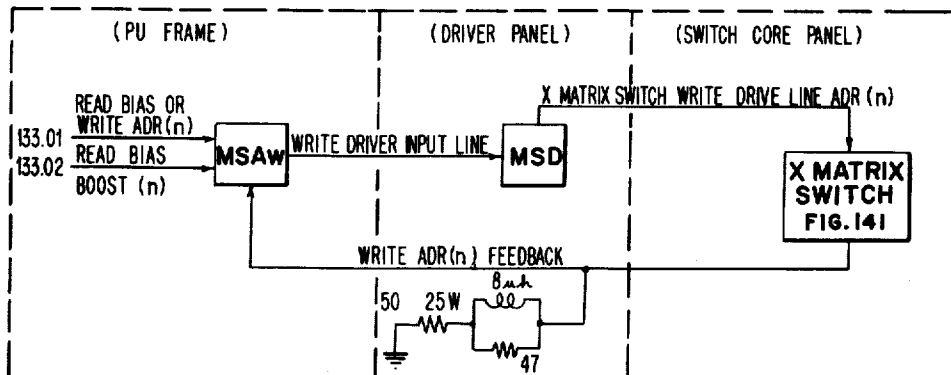 (PU FRAME)
(DRIVER PANEL)
(SWITCH CORE PANEL)
READ BIAS OR
WRITE ADR(n)
133.01
133.02
READ BIAS
BOOST (n)
MSAw
WRITE DRIVER INPUT LINE
MSD
X MATRIX SWITCH WRITE DRIVE LINE ADR(n)
X MATRIX
SWITCH
FIG.141
WRITE ADR(n) FEEDBACK
8uh
50
25W
47